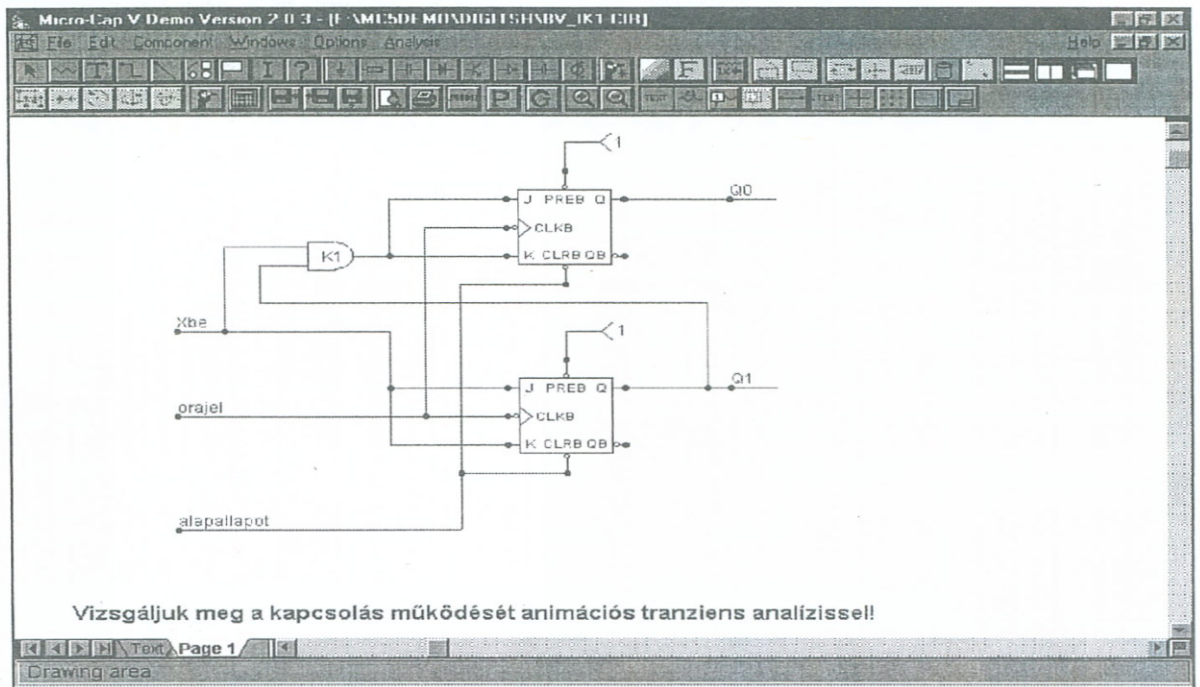 Micro-Cap V Demo Version 2.0.3 - [E:\MC5DEMO\DIGITSH\BV_IK1.CIR]
File Edit Component Windows Options Analysis Help
1
J PREB Q
Q0
CLKB
K1
K CLRB QB
Xbe
1
J PREB Q
Q1
orajel
CLKB
K CLRB QB
alapallapot
Vizsgáljuk meg a kapcsolás működését animációs tranziens analízissel!
Text Page 1
Drawing area